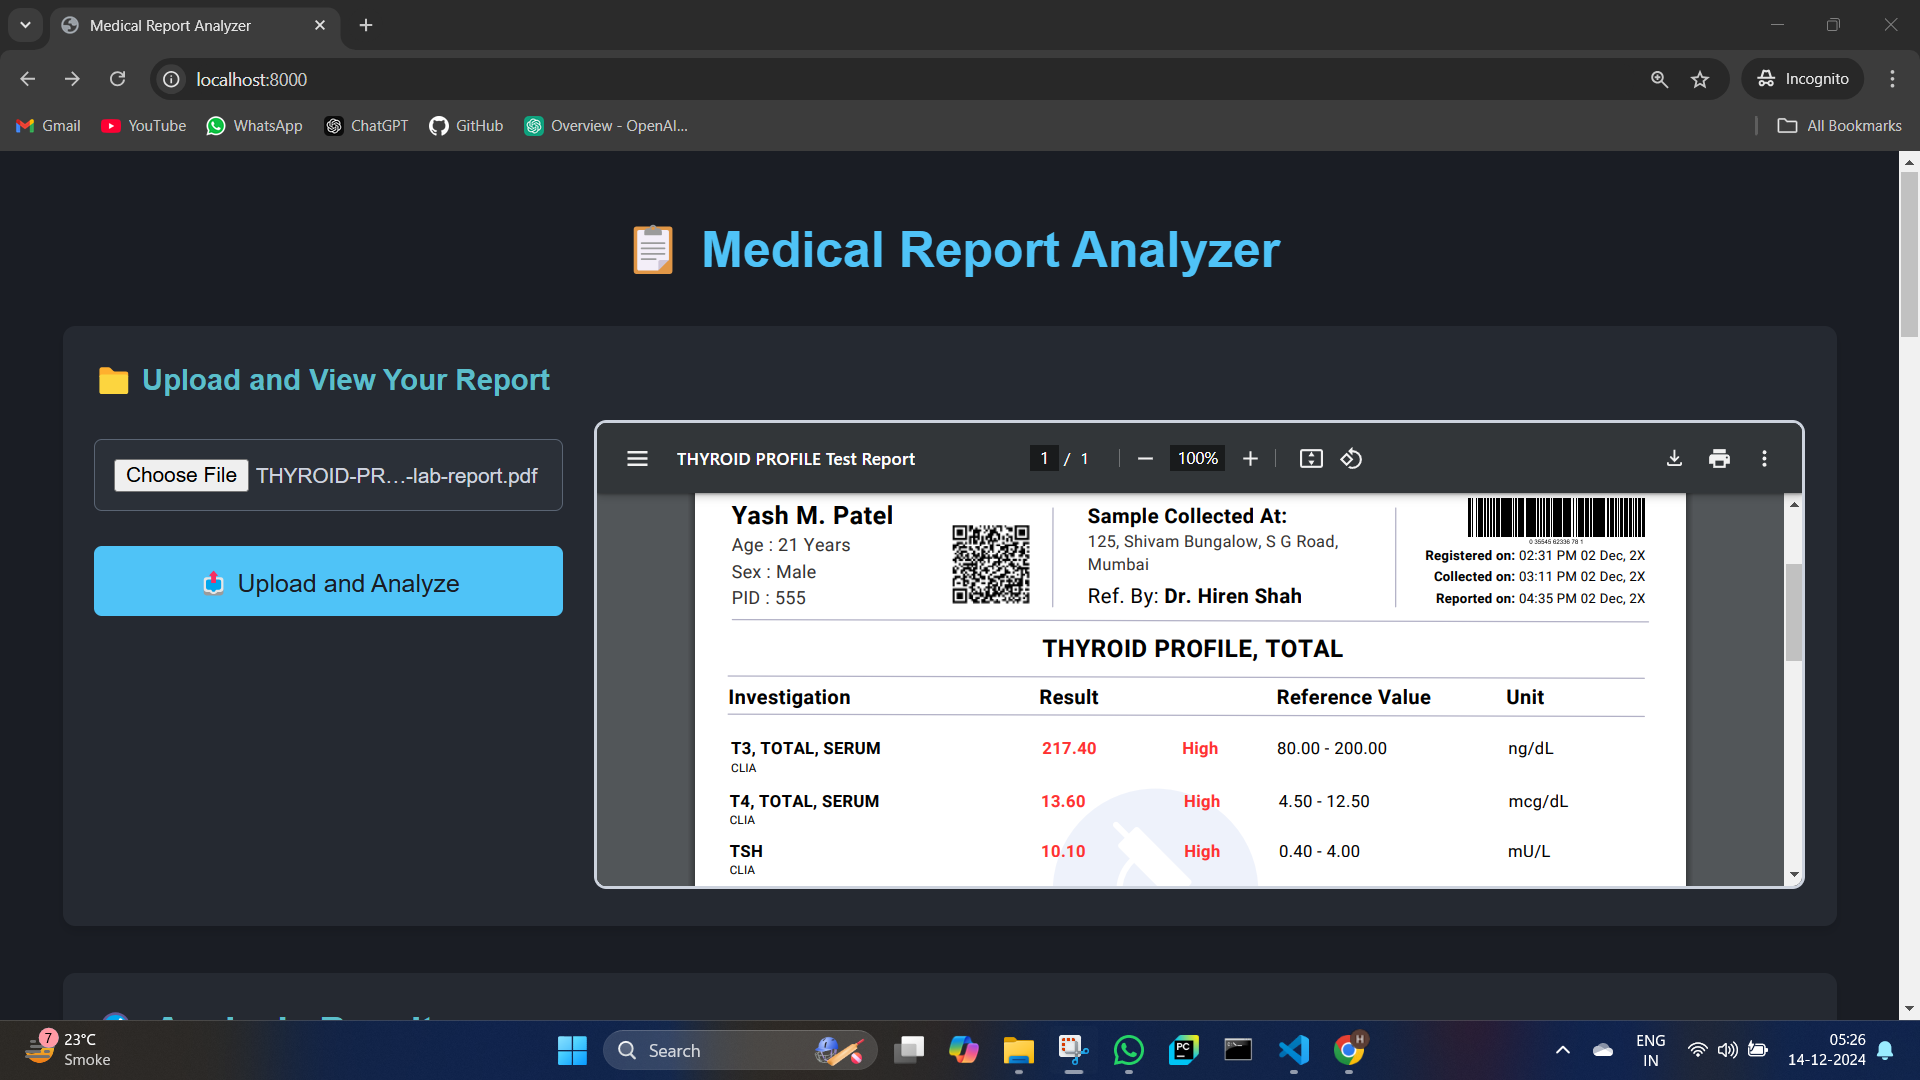 Medical Report Analyzer
localhost:8000
Incognito
Gmail
YouTube
WhatsApp
ChatGPT
GitHub
Overview - OpenAI...
All Bookmarks
Medical Report Analyzer
Upload and View Your Report
Choose File THYROID-PR...-lab-report.pdf
Upload and Analyze
THYROID PROFILE Test Report
1 / 1
100%
Yash M. Patel
Age : 21 Years
Sex : Male
PID : 555
Sample Collected At:
125, Shivam Bungalow, S G Road,
Mumbai
Ref. By: Dr. Hiren Shah
Registered on: 02:31 PM 02 Dec, 2X
Collected on: 03:11 PM 02 Dec, 2X
Reported on: 04:35 PM 02 Dec, 2X
THYROID PROFILE, TOTAL
Investigation Result Reference Value Unit
T3, TOTAL, SERUM 217.40 High 80.00 - 200.00 ng/dL
CLIA
T4, TOTAL, SERUM 13.60 High 4.50 - 12.50 mcg/dL
CLIA
TSH 10.10 High 0.40 - 4.00 mU/L
CLIA
7
23°C
Smoke
Search
PC
H
ENG
IN
05:26
14-12-2024